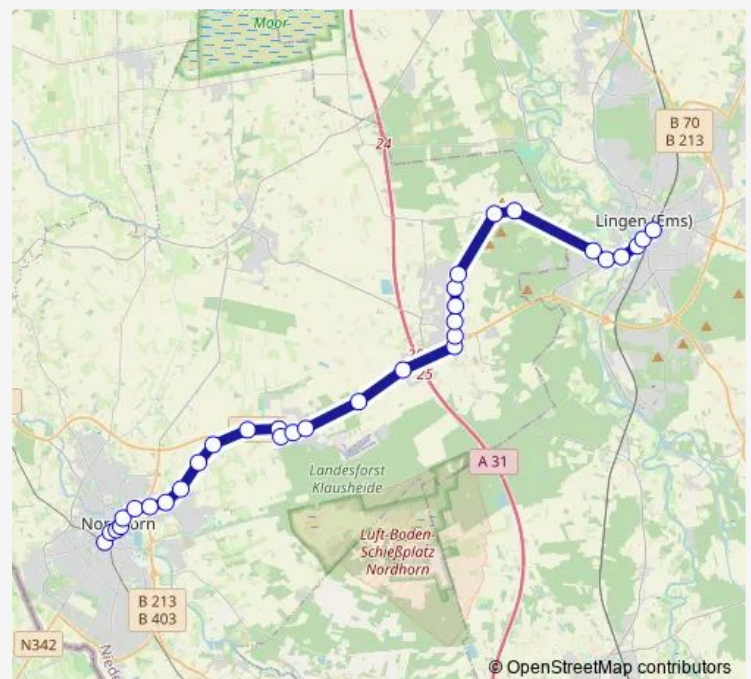 Moor
24
B 70
B 213
Lingen (Ems)
25
Landesforst
Klausheide
A 31
Luft-Boden-
Schießplatz
Nordhorn
B 213
B 403
N342
© OpenStreetMap contributors